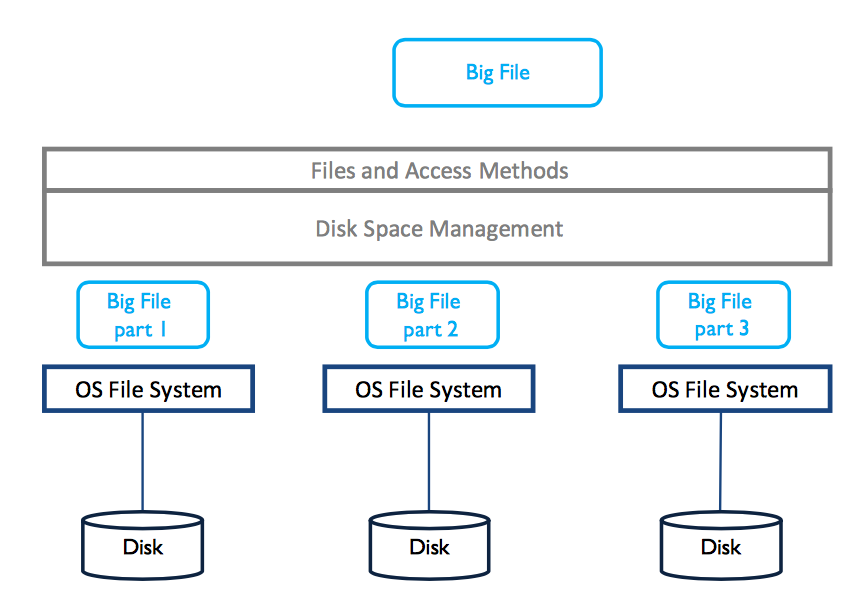 Big File
Files and Access Methods
Disk Space Management
Big File
part 1
Big File
part 2
Big File
part 3
OS File System
OS File System
OS File System
Disk
Disk
Disk